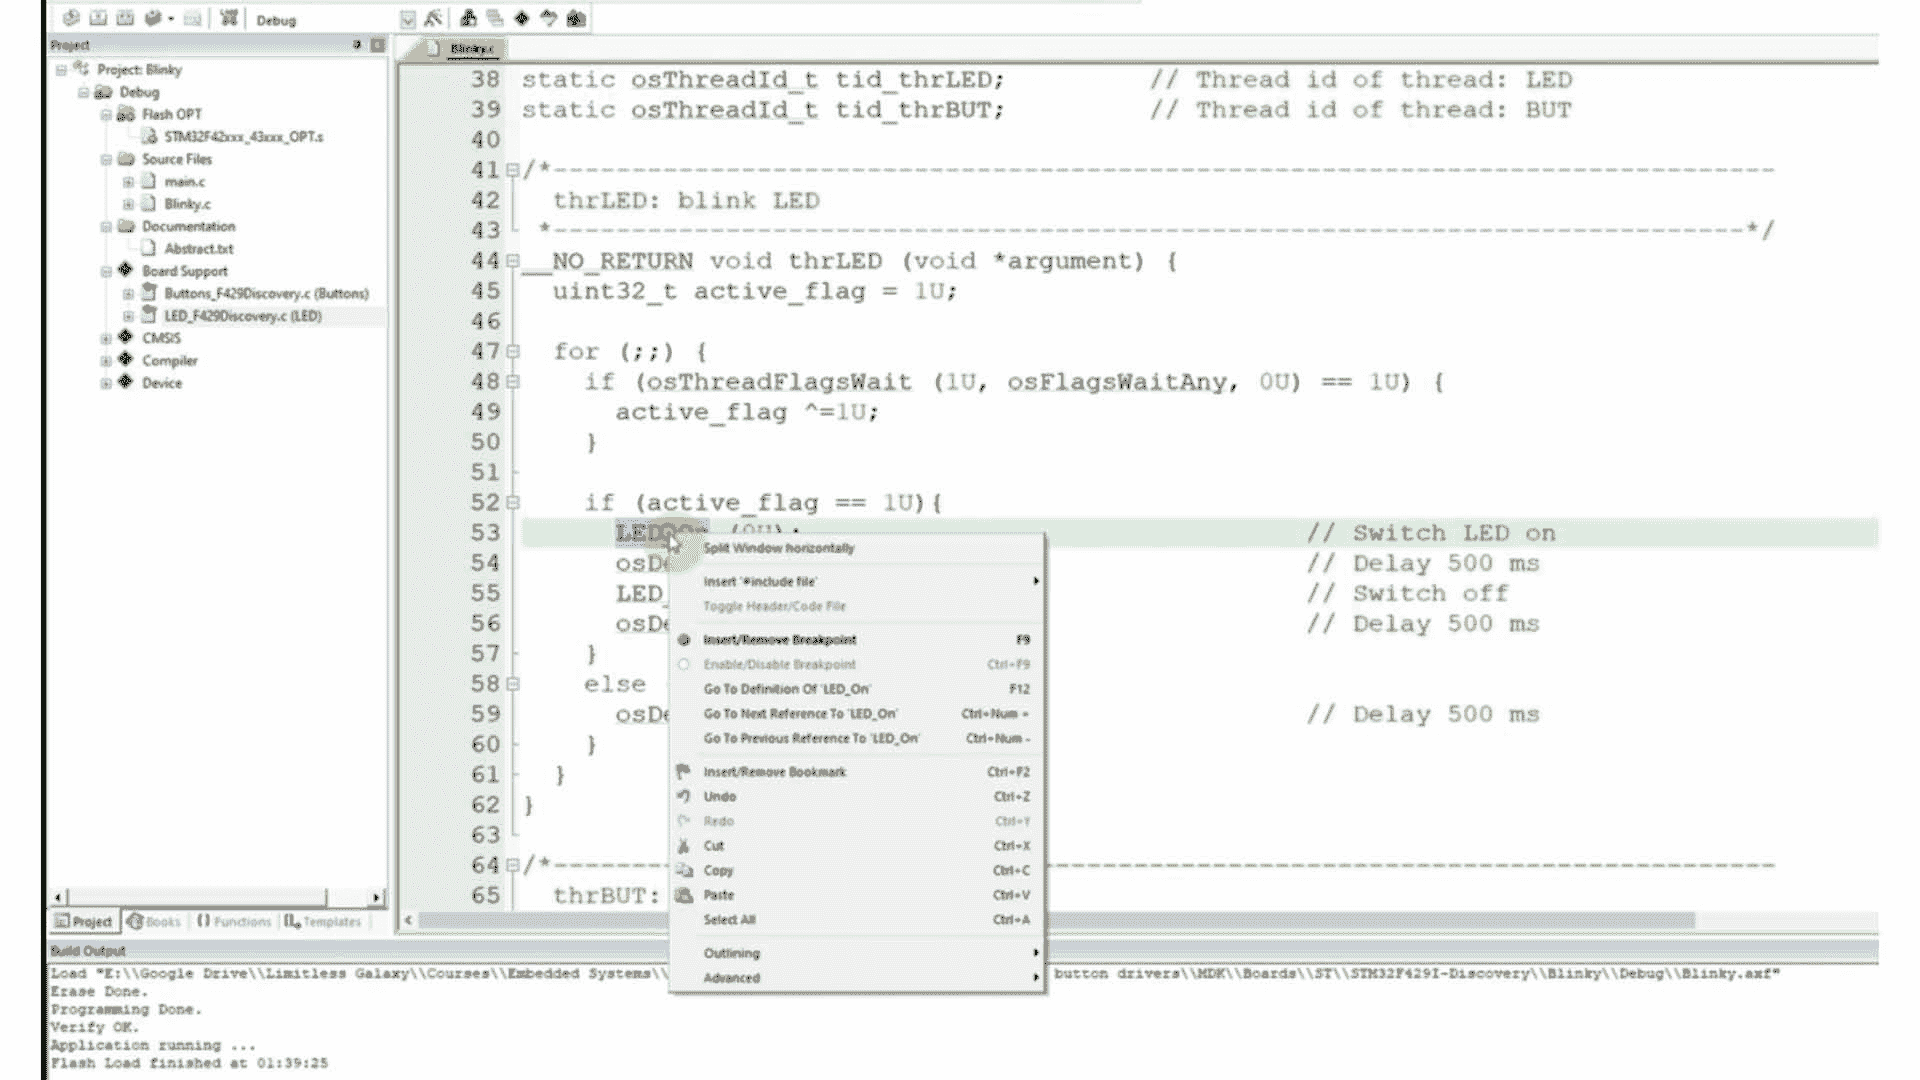 Debug
Project
Project: Blinky
Debug
Flash OPT
STM32F42xxx_43xxx_OPT.s
Source Files
main.c
Blinky.c
Documentation
Abstract.txt
Board Support
Buttons_F429Discovery.c (Buttons)
LED_F429Discovery.c (LED)
CMSIS
Compiler
Device
Project
Books
{} Functions
Templates
Blinky.c
38 static osThreadId_t tid_thrLED; // Thread id of thread: LED
39 static osThreadId_t tid_thrBUT; // Thread id of thread: BUT
40
41 /*------------------------------------------------------------------------------
42 thrLED: blink LED
43 *----------------------------------------------------------------------------*/
44 __NO_RETURN void thrLED (void *argument) {
45 uint32_t active_flag = 1U;
46
47 for (;;) {
48 if (osThreadFlagsWait (1U, osFlagsWaitAny, 0U) == 1U) {
49 active_flag ^=1U;
50 }
51
52 if (active_flag == 1U){
53 LED_On (0U); // Switch LED on
54 osDe // Delay 500 ms
55 LED_ // Switch off
56 osDe // Delay 500 ms
57 }
58 else
59 osDe // Delay 500 ms
60 }
61 }
62 }
63
64 /*------------------------------------------------------------------------------
65 thrBUT:
Split Window horizontally
Insert '#include file'
Toggle Header/Code File
Insert/Remove Breakpoint F9
Enable/Disable Breakpoint Ctrl+F9
Go To Definition Of 'LED_On' F12
Go To Next Reference To 'LED_On' Ctrl+Num +
Go To Previous Reference To 'LED_On' Ctrl+Num -
Insert/Remove Bookmark Ctrl+F2
Undo Ctrl+Z
Redo Ctrl+Y
Cut Ctrl+X
Copy Ctrl+C
Paste Ctrl+V
Select All Ctrl+A
Outlining
Advanced
Build Output
Load "E:\\Google Drive\\Limitless Galaxy\\Courses\\Embedded Systems\\ button drivers\\MDK\\Boards\\ST\\STM32F429I-Discovery\\Blinky\\Debug\\Blinky.axf"
Erase Done.
Programming Done.
Verify OK.
Application running ...
Flash Load finished at 01:39:25